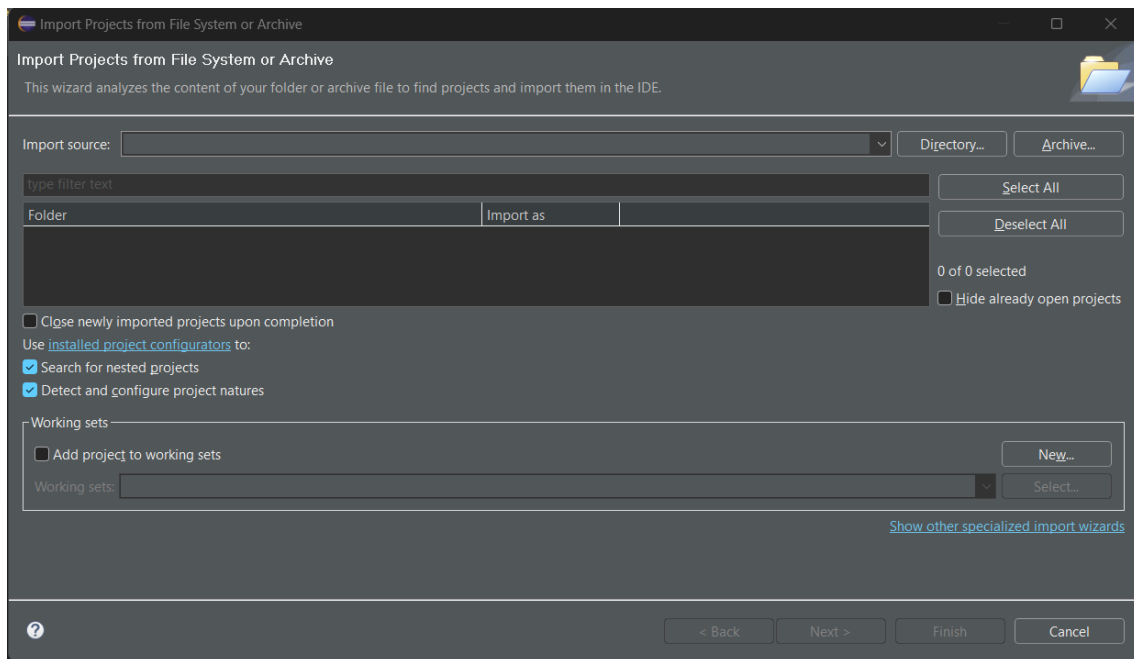 Import Projects from File System or Archive
Import Projects from File System or Archive
This wizard analyzes the content of your folder or archive file to find projects and import them in the IDE.
Import source: Directory... Archive...
type filter text
Select All
Folder Import as
Deselect All
0 of 0 selected
Hide already open projects
Close newly imported projects upon completion
Use installed project configurators to:
Search for nested projects
Detect and configure project natures
Working sets
Add project to working sets New...
Working sets: Select...
Show other specialized import wizards
? < Back Next > Finish Cancel